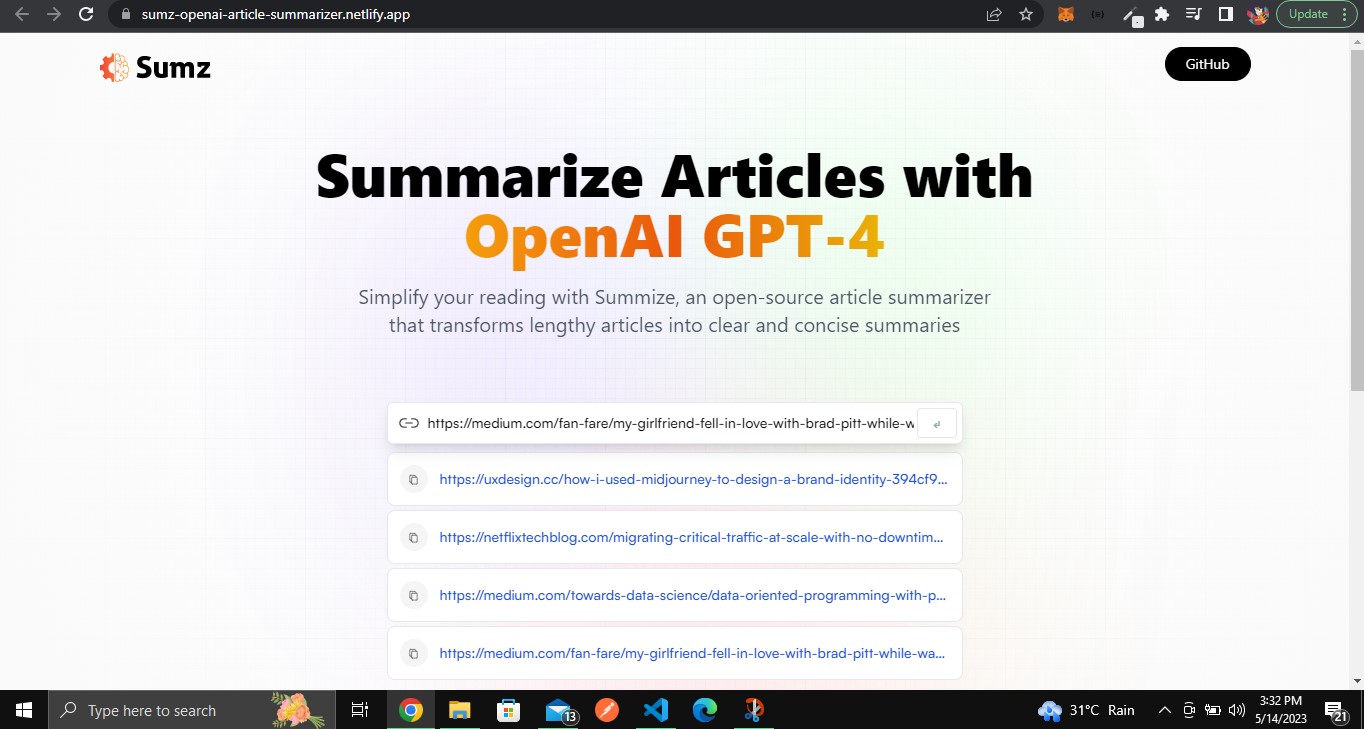 sumz-openai-article-summarizer.netlify.app
Update
Sumz
GitHub
Summarize Articles with
OpenAI GPT-4
Simplify your reading with Summize, an open-source article summarizer
that transforms lengthy articles into clear and concise summaries
https://medium.com/fan-fare/my-girlfriend-fell-in-love-with-brad-pitt-while-w
https://uxdesign.cc/how-i-used-midjourney-to-design-a-brand-identity-394cf9...
https://netflixtechblog.com/migrating-critical-traffic-at-scale-with-no-downtim...
https://medium.com/towards-data-science/data-oriented-programming-with-p...
https://medium.com/fan-fare/my-girlfriend-fell-in-love-with-brad-pitt-while-wa...
Type here to search
13
31°C Rain
3:32 PM
5/14/2023
21